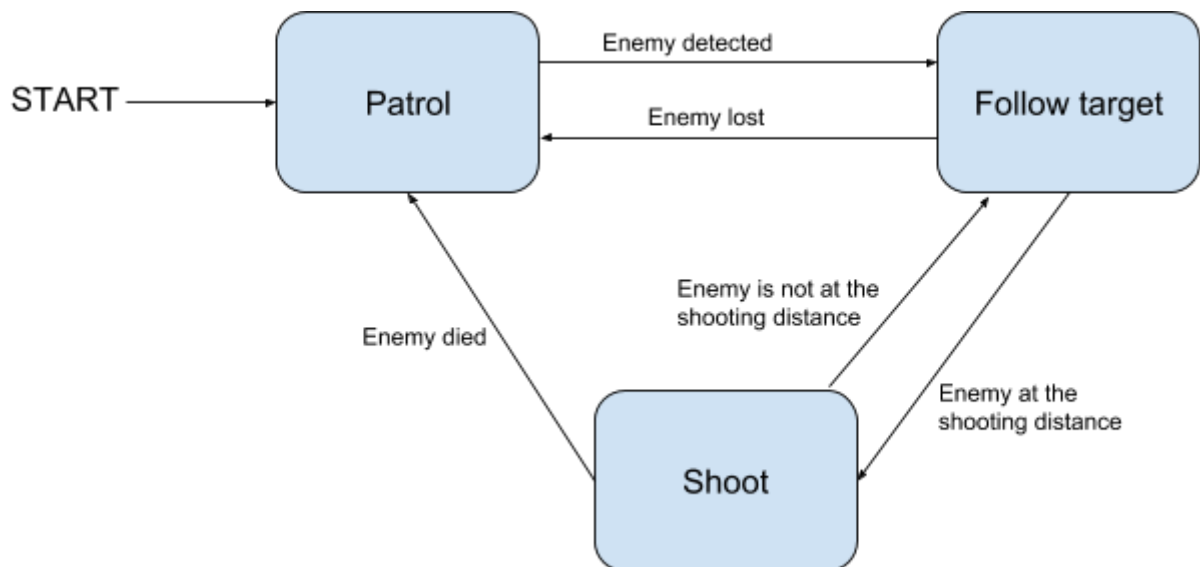 Enemy detected
START
Patrol
Follow target
Enemy lost
Enemy is not at the
shooting distance
Enemy died
Enemy at the
shooting distance
Shoot